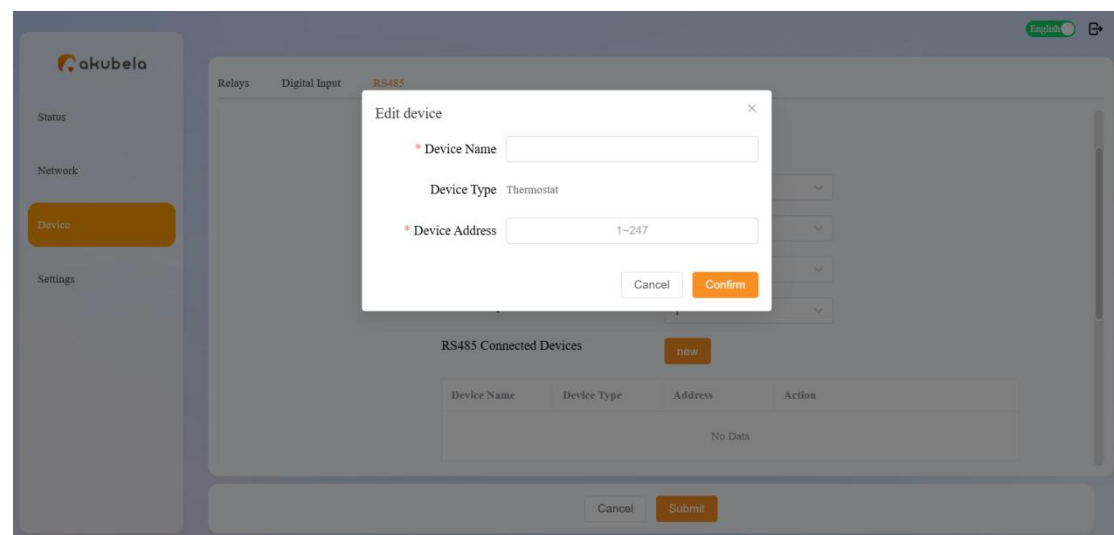 English
akubela
Relays Digital Input RS485
Status
Network
Device
Settings
Edit device
* Device Name
Device Type Thermostat
* Device Address 1~247
Cancel Confirm
RS485 Connected Devices new
Device Name Device Type Address Action
No Data
Cancel Submit